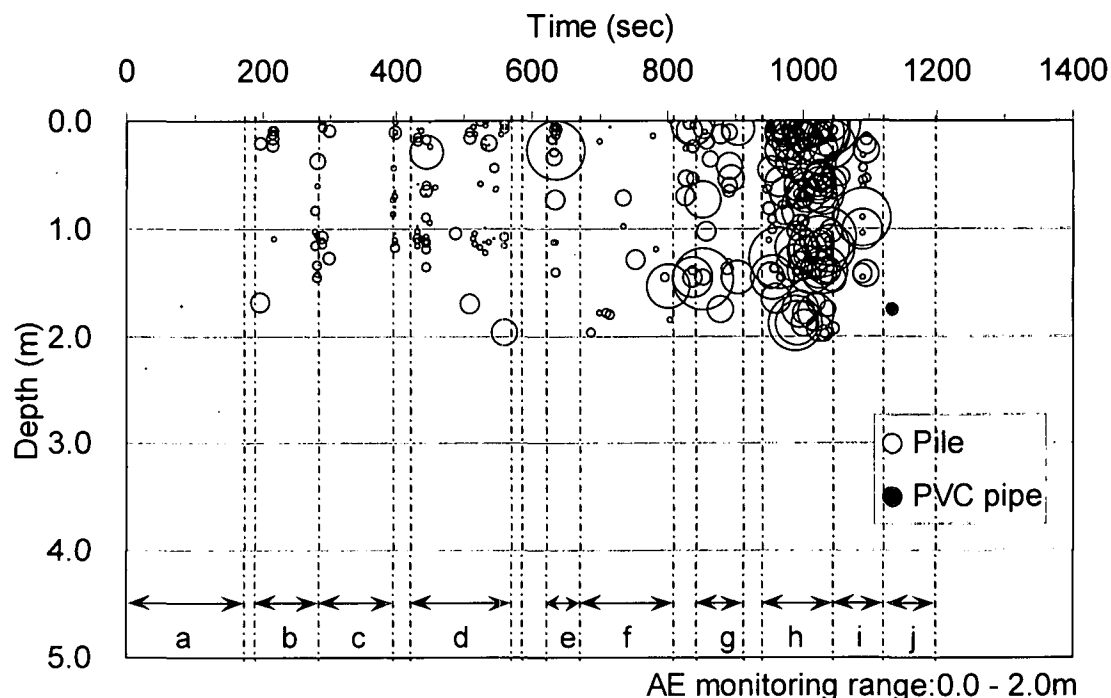 Time (sec)
0 200 400 600 800 1000 1200 1400
0.0
1.0
2.0
3.0
4.0
5.0
Depth (m)
Pile
PVC pipe
a b c d e f g h i j
AE monitoring range:0.0 - 2.0m